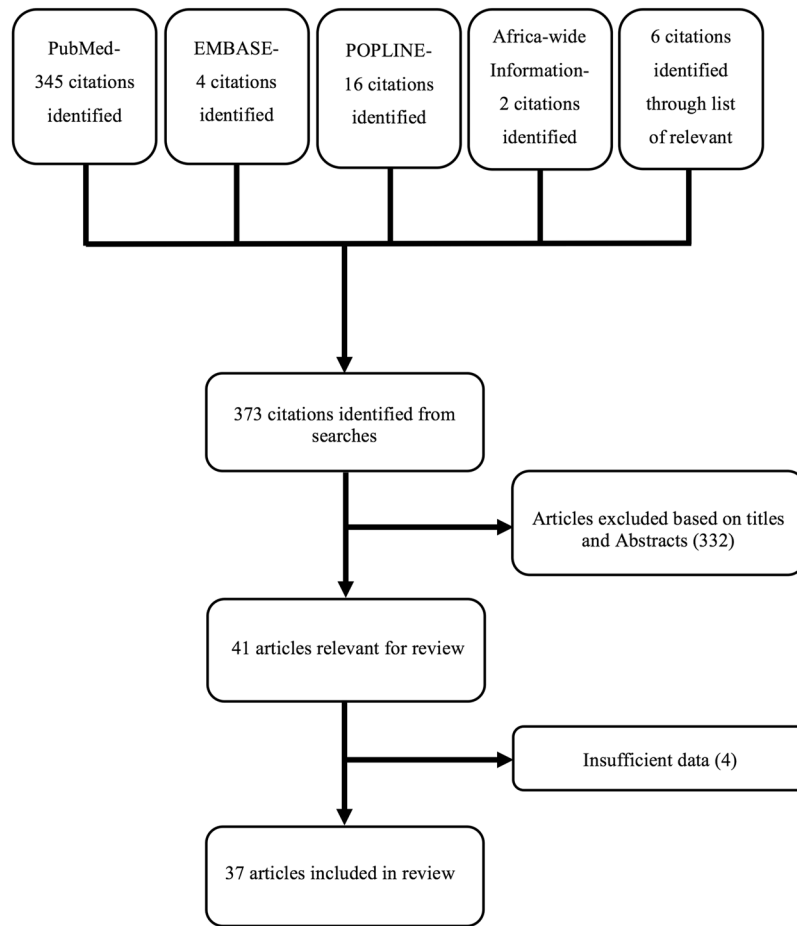 PubMed-
345 citations
identified
EMBASE-
4 citations
identified
POPLINE-
16 citations
identified
Africa-wide
Information-
2 citations
identified
6 citations
identified
through list
of relevant
373 citations identified from
searches
Articles excluded based on titles
and Abstracts (332)
41 articles relevant for review
Insufficient data (4)
37 articles included in review